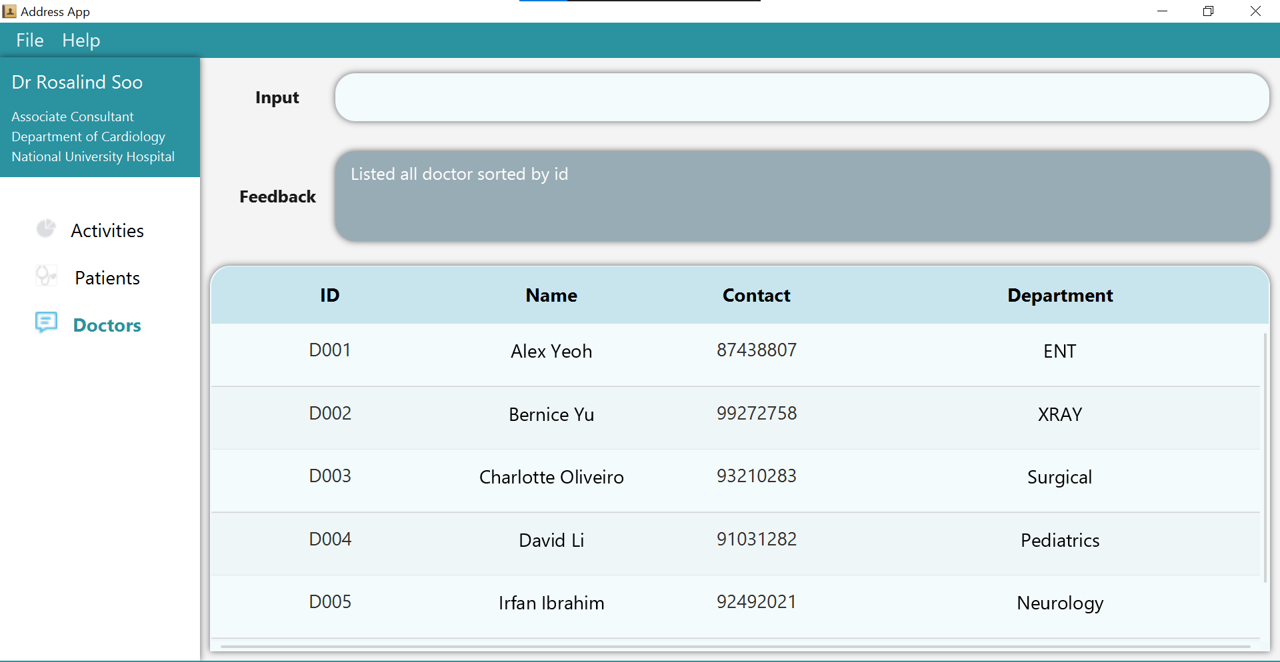 Address App
File Help
Dr Rosalind Soo
Associate Consultant
Department of Cardiology
National University Hospital
Activities
Patients
Doctors
Input
Feedback
Listed all doctor sorted by id
ID Name Contact Department
D001 Alex Yeoh 87438807 ENT
D002 Bernice Yu 99272758 XRAY
D003 Charlotte Oliveiro 93210283 Surgical
D004 David Li 91031282 Pediatrics
D005 Irfan Ibrahim 92492021 Neurology